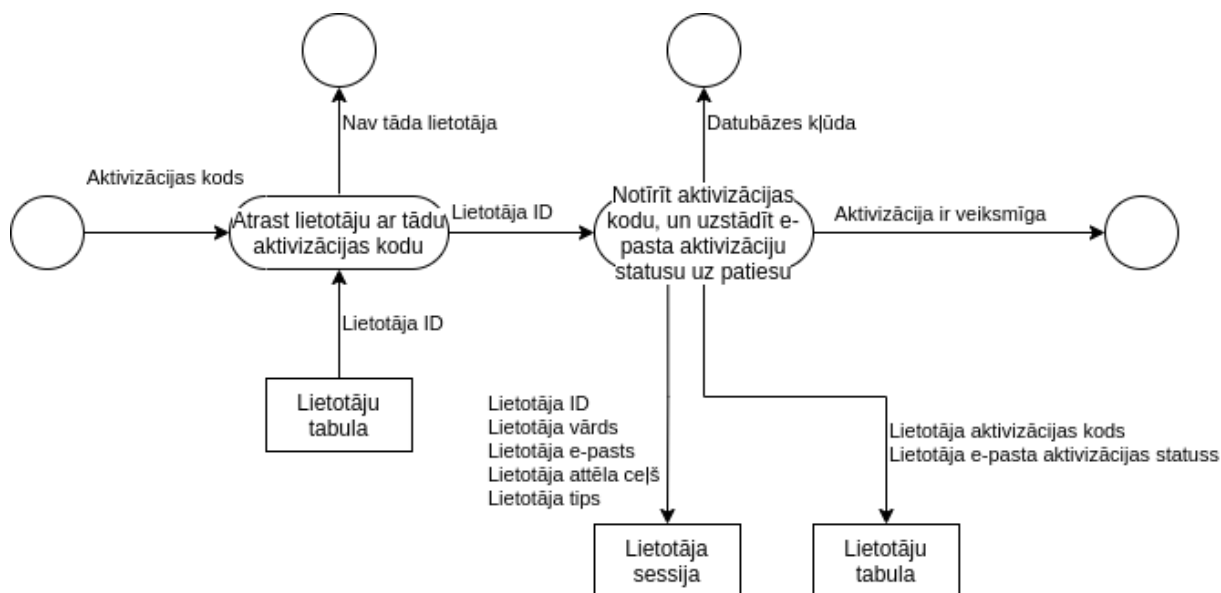 Nav tāda lietotāja
Datubāzes kļūda
Aktivizācijas kods
Atrast lietotāju ar tādu
aktivizācijas kodu
Lietotāja ID
Notīrīt aktivizācijas
kodu, un uzstādīt e-
pasta aktivizāciju
statusu uz patiesu
Aktivizācija ir veiksmīga
Lietotāja ID
Lietotāju
tabula
Lietotāja ID
Lietotāja vārds
Lietotāja e-pasts
Lietotāja attēla ceļš
Lietotāja tips
Lietotāja aktivizācijas kods
Lietotāja e-pasta aktivizācijas statuss
Lietotāja
sessija
Lietotāju
tabula